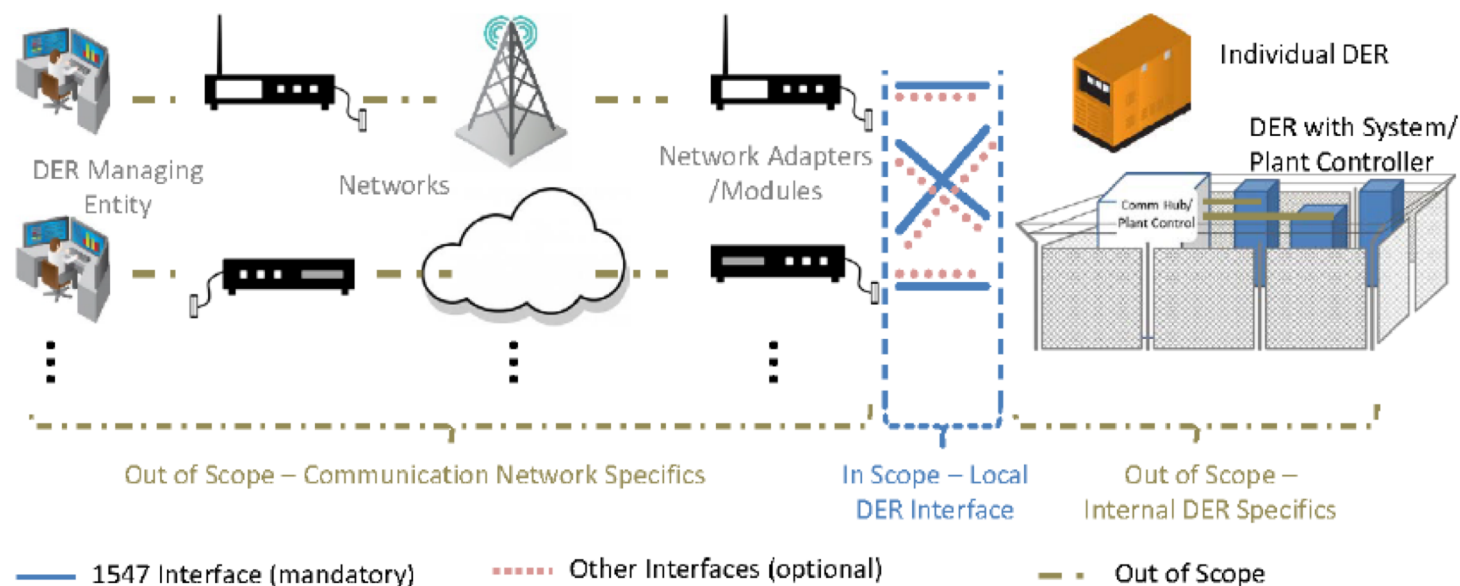 Individual DER
DER with System/
Plant Controller
DER Managing
Entity
Networks
Network Adapters
/Modules
Comm Hub/
Plant Control
Out of Scope – Communication Network Specifics
In Scope – Local
DER Interface
Out of Scope –
Internal DER Specifics
1547 Interface (mandatory)
Other Interfaces (optional)
Out of Scope